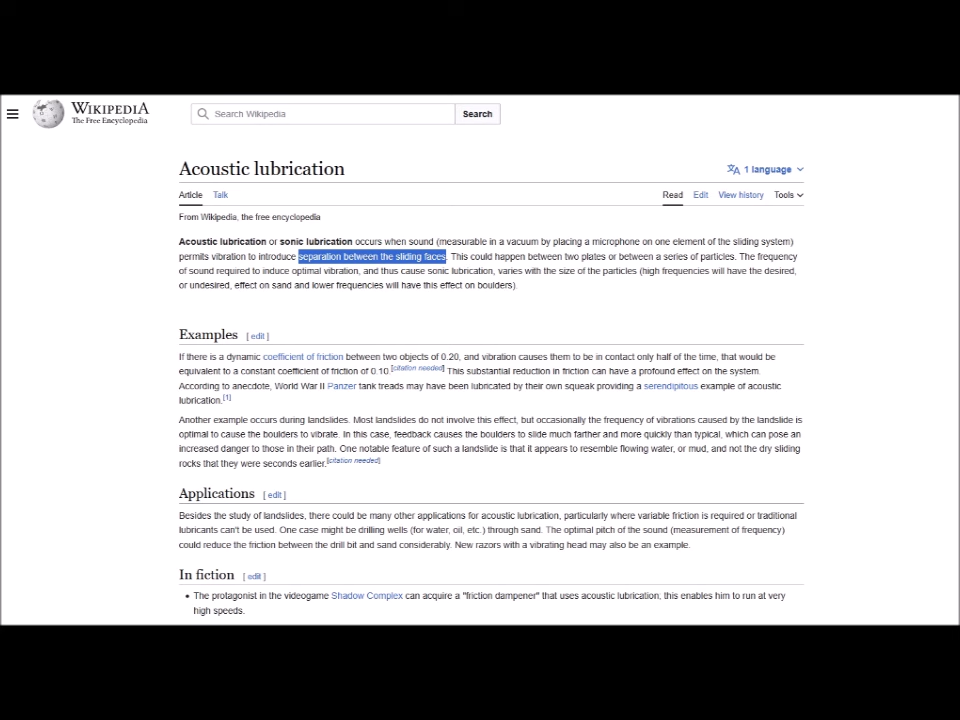 WIKIPEDIA
The Free Encyclopedia
Search Wikipedia
Search
Acoustic lubrication
1 language
Article Talk
Read Edit View history Tools
From Wikipedia, the free encyclopedia
Acoustic lubrication or sonic lubrication occurs when sound (measurable in a vacuum by placing a microphone on one element of the sliding system)
permits vibration to introduce separation between the sliding faces. This could happen between two plates or between a series of particles. The frequency
of sound required to induce optimal vibration, and thus cause sonic lubrication, varies with the size of the particles (high frequencies will have the desired,
or undesired, effect on sand and lower frequencies will have this effect on boulders).
Examples [ edit ]
If there is a dynamic coefficient of friction between two objects of 0.20, and vibration causes them to be in contact only half of the time, that would be
equivalent to a constant coefficient of friction of 0.10.[citation needed] This substantial reduction in friction can have a profound effect on the system.
According to anecdote, World War II Panzer tank treads may have been lubricated by their own squeak providing a serendipitous example of acoustic
lubrication.[1]
Another example occurs during landslides. Most landslides do not involve this effect, but occasionally the frequency of vibrations caused by the landslide is
optimal to cause the boulders to vibrate. In this case, feedback causes the boulders to slide much farther and more quickly than typical, which can pose an
increased danger to those in their path. One notable feature of such a landslide is that it appears to resemble flowing water, or mud, and not the dry sliding
rocks that they were seconds earlier.[citation needed]
Applications [ edit ]
Besides the study of landslides, there could be many other applications for acoustic lubrication, particularly where variable friction is required or traditional
lubricants can't be used. One case might be drilling wells (for water, oil, etc.) through sand. The optimal pitch of the sound (measurement of frequency)
could reduce the friction between the drill bit and sand considerably. New razors with a vibrating head may also be an example.
In fiction [ edit ]
• The protagonist in the videogame Shadow Complex can acquire a "friction dampener" that uses acoustic lubrication; this enables him to run at very
high speeds.